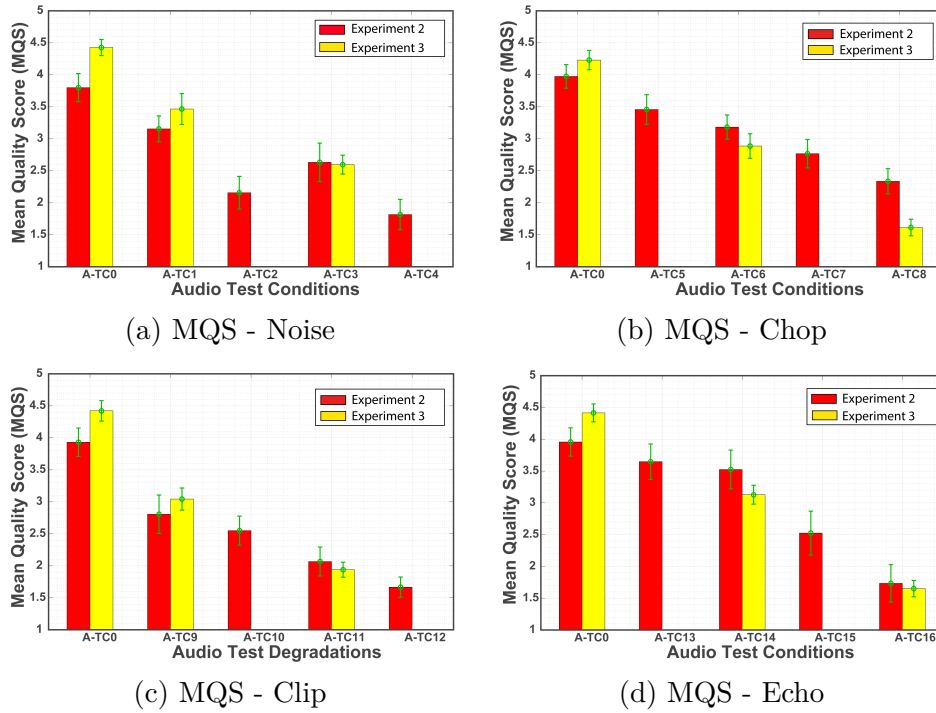 Mean Quality Score (MQS)
5
4.5
4
3.5
3
2.5
2
1.5
1
Experiment 2
Experiment 3
A-TC0 A-TC1 A-TC2 A-TC3 A-TC4
Audio Test Conditions
(a) MQS - Noise
Mean Quality Score (MQS)
5
4.5
4
3.5
3
2.5
2
1.5
1
Experiment 2
Experiment 3
A-TC0 A-TC5 A-TC6 A-TC7 A-TC8
Audio Test Conditions
(b) MQS - Chop
Mean Quality Score (MQS)
5
4.5
4
3.5
3
2.5
2
1.5
1
Experiment 2
Experiment 3
A-TC0 A-TC9 A-TC10 A-TC11 A-TC12
Audio Test Degradations
(c) MQS - Clip
Mean Quality Score (MQS)
5
4.5
4
3.5
3
2.5
2
1.5
1
Experiment 2
Experiment 3
A-TC0 A-TC13 A-TC14 A-TC15 A-TC16
Audio Test Conditions
(d) MQS - Echo